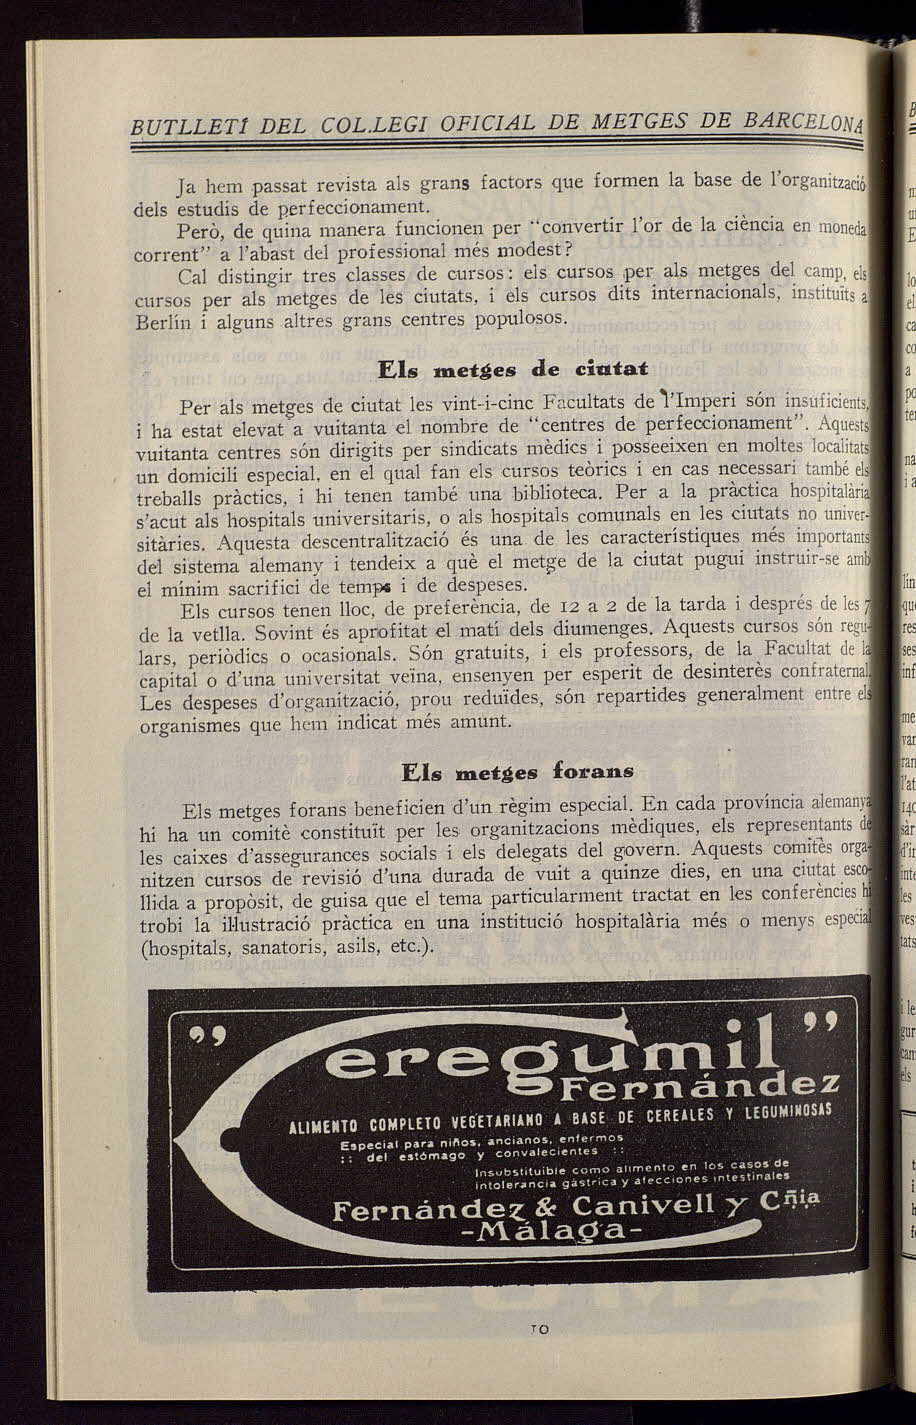 BUTLLETÍ DEL COL.LEGI OFICIAL DE METGES DE BARCELONA
Ja hem passat revista als grans factors que formen la base de l'organització
dels estudis de perfeccionament.
Però, de quina manera funcionen per "convertir l'or de la ciència en moneda
corrent" a l'abast del professional més modest?
Cal distingir tres classes de cursos: els cursos per als metges del camp, els
cursos per als metges de les ciutats, i els cursos dits internacionals, instituïts a
Berlín i alguns altres grans centres populosos.
Els metges de ciutat
Per als metges de ciutat les vint-i-cinc Facultats de l'Imperi són insuficients,
i ha estat elevat a vuitanta el nombre de "centres de perfeccionament". Aquests
vuitanta centres són dirigits per sindicats mèdics i posseeixen en moltes localitats
un domicili especial, en el qual fan els cursos teòrics i en cas necessari també els
treballs pràctics, i hi tenen també una biblioteca. Per a la pràctica hospitalària
s'acut als hospitals universitaris, o als hospitals comunals en les ciutats no univer-
sitàries. Aquesta descentralització és una de les característiques més importants
del sistema alemany i tendeix a què el metge de la ciutat pugui instruir-se amb
el mínim sacrifici de temps i de despeses.
Els cursos tenen lloc, de preferència, de 12 a 2 de la tarda i després de les 7
de la vetlla. Sovint és aprofitat el matí dels diumenges. Aquests cursos són regu-
lars, periòdics o ocasionals. Són gratuits, i els professors, de la Facultat de la
capital o d'una universitat veïna, ensenyen per esperit de desinterès confraternal.
Les despeses d'organització, prou reduïdes, són repartides generalment entre els
organismes que hem indicat més amunt.
Els metges forans
Els metges forans beneficien d'un règim especial. En cada província alemanya
hi ha un comitè constituït per les organitzacions mèdiques, els representants de
les caixes d'assegurances socials i els delegats del govern. Aquests comitès orga-
nitzen cursos de revisió d'una durada de vuit a quinze dies, en una ciutat esco-
llida a propòsit, de guisa que el tema particularment tractat en les conferències hi
trobi la il·lustració pràctica en una institució hospitalària més o menys especial
(hospitals, sanatoris, asils, etc.).
"Ceregumil"
Fernández
ALIMENTO COMPLETO VEGETARIANO A BASE DE CEREALES Y LEGUMINOSAS
Especial para niños, ancianos, enfermos
:: del estómago y convalecientes ::
Insubstituible como alimento en los casos de
intolerancia gástrica y afecciones intestinales
Fernández & Canivell y Cñia
-Málaga-
10